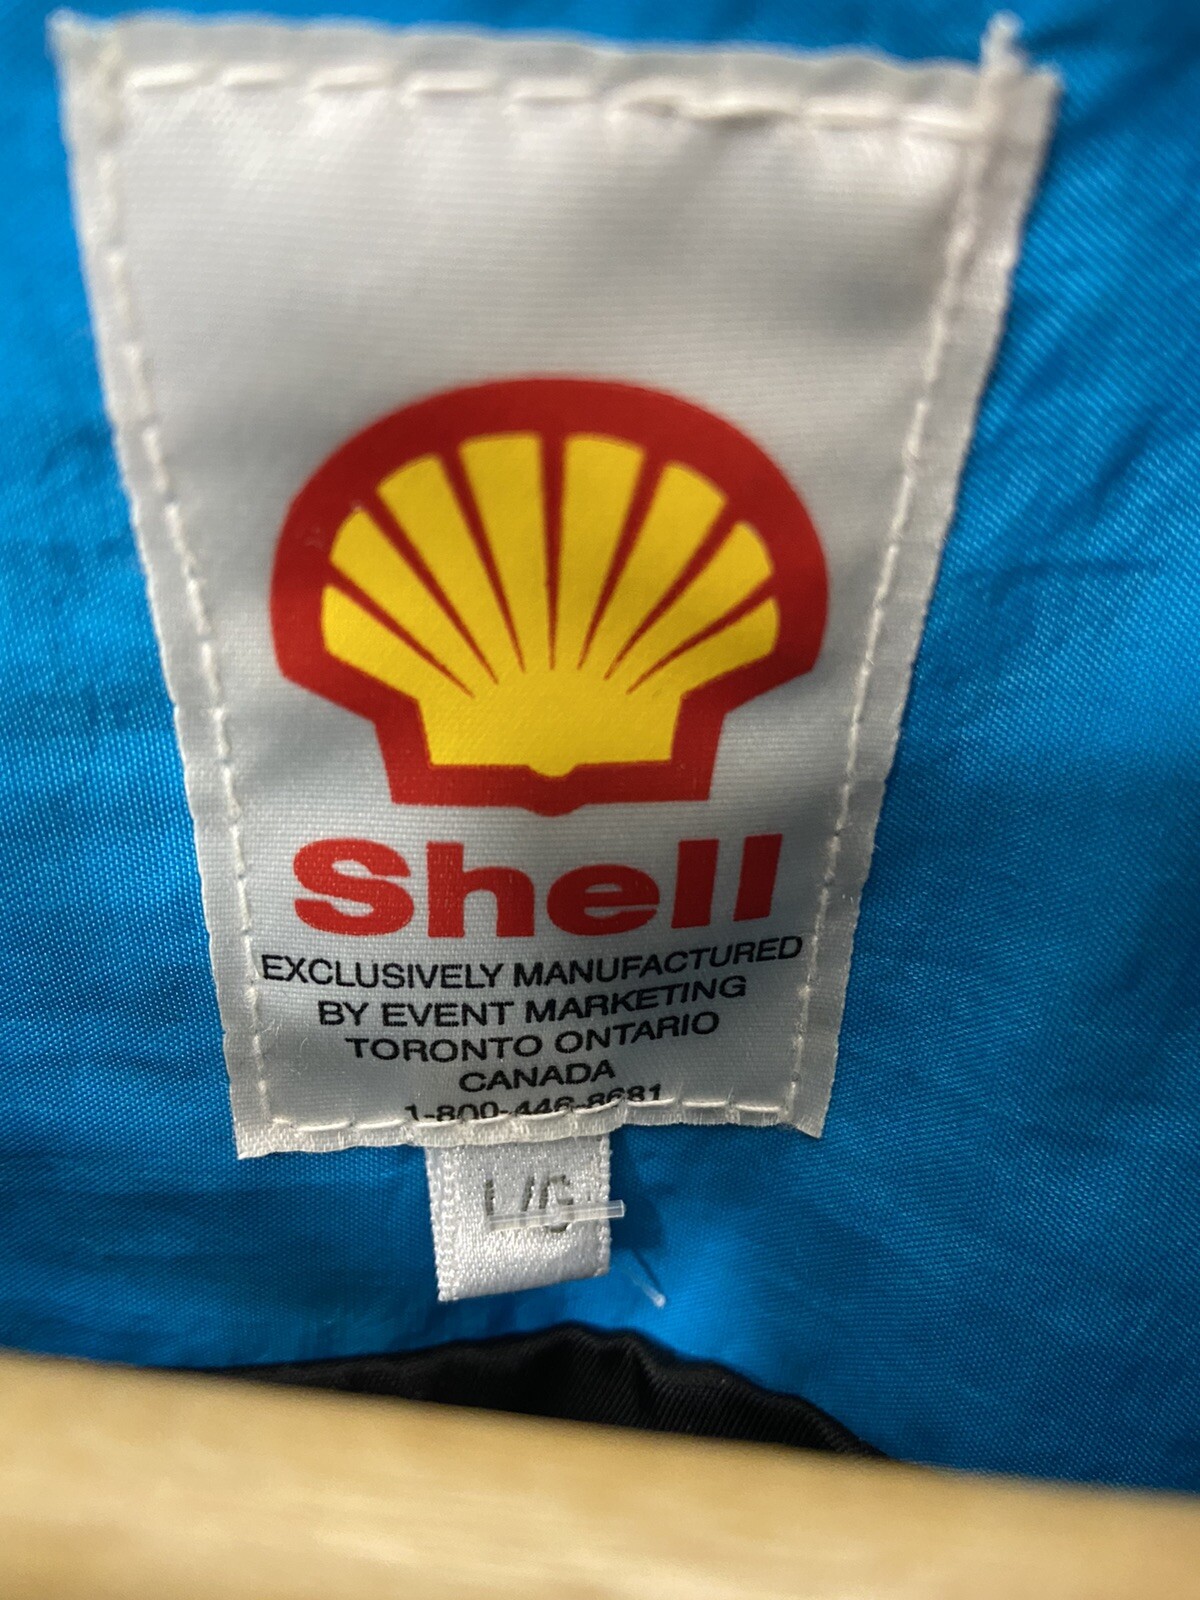 Shell
EXCLUSIVELY MANUFACTURED
BY EVENT MARKETING
TORONTO ONTARIO
CANADA
1-800-446-8681
L/G